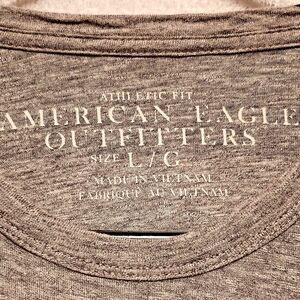 ATHLETIC FIT
AMERICAN EAGLE
OUTFITTERS
SIZE L/G
MADE IN VIETNAM
FABRIQUÉ AU VIETNAM